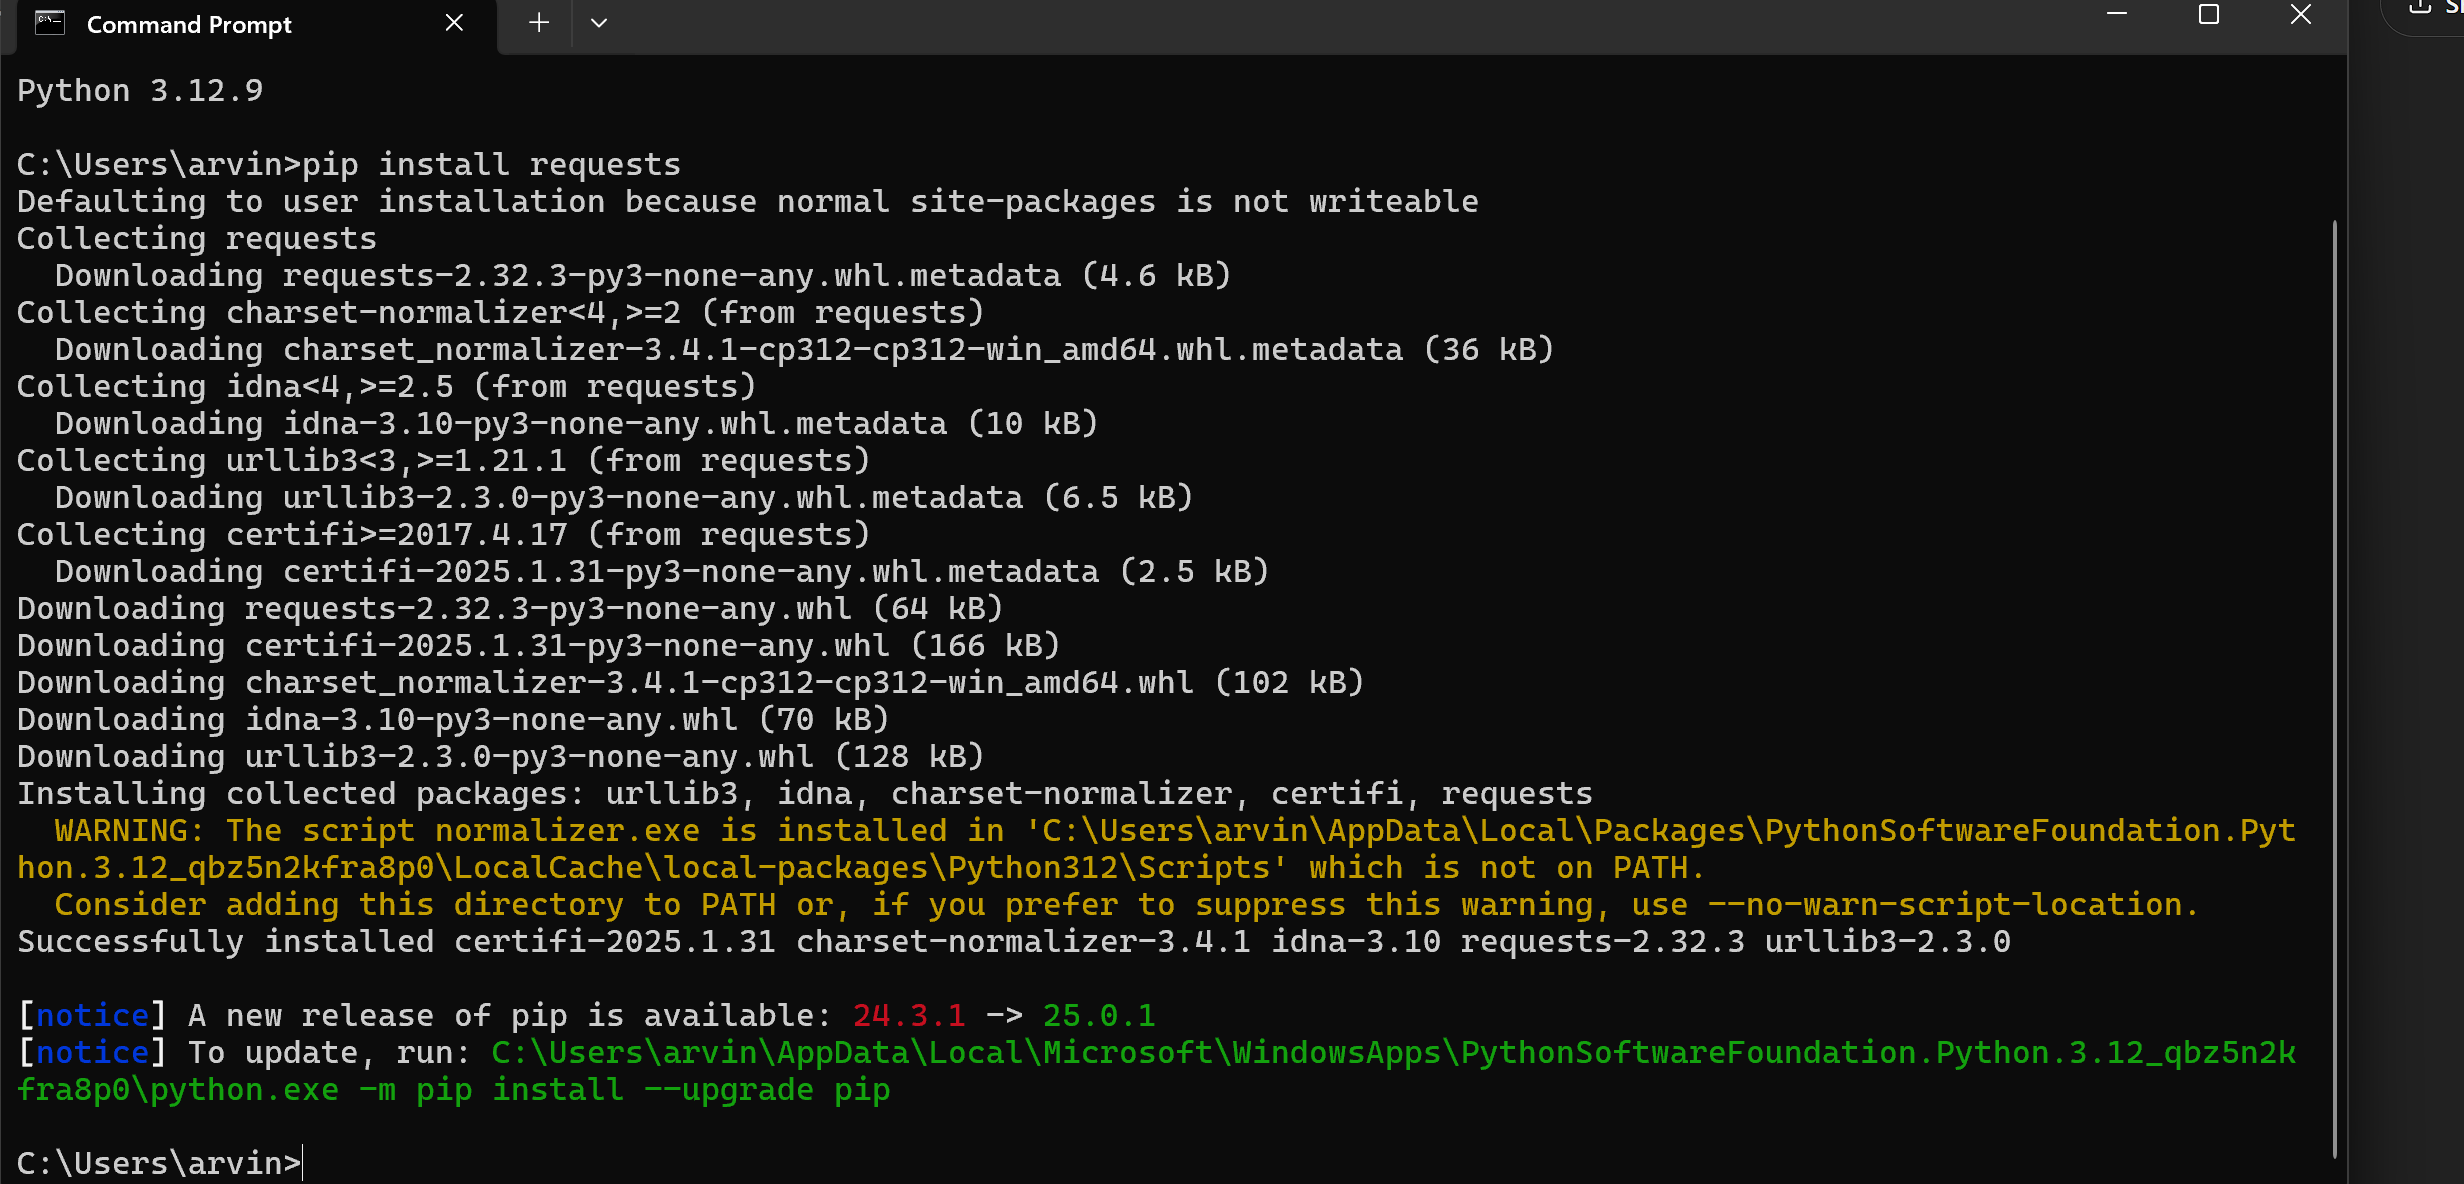 Command Prompt
Python 3.12.9
C:\Users\arvin>pip install requests
Defaulting to user installation because normal site-packages is not writeable
Collecting requests
  Downloading requests-2.32.3-py3-none-any.whl.metadata (4.6 kB)
Collecting charset-normalizer<4,>=2 (from requests)
  Downloading charset_normalizer-3.4.1-cp312-cp312-win_amd64.whl.metadata (36 kB)
Collecting idna<4,>=2.5 (from requests)
  Downloading idna-3.10-py3-none-any.whl.metadata (10 kB)
Collecting urllib3<3,>=1.21.1 (from requests)
  Downloading urllib3-2.3.0-py3-none-any.whl.metadata (6.5 kB)
Collecting certifi>=2017.4.17 (from requests)
  Downloading certifi-2025.1.31-py3-none-any.whl.metadata (2.5 kB)
Downloading requests-2.32.3-py3-none-any.whl (64 kB)
Downloading certifi-2025.1.31-py3-none-any.whl (166 kB)
Downloading charset_normalizer-3.4.1-cp312-cp312-win_amd64.whl (102 kB)
Downloading idna-3.10-py3-none-any.whl (70 kB)
Downloading urllib3-2.3.0-py3-none-any.whl (128 kB)
Installing collected packages: urllib3, idna, charset-normalizer, certifi, requests
  WARNING: The script normalizer.exe is installed in 'C:\Users\arvin\AppData\Local\Packages\PythonSoftwareFoundation.Pyt
hon.3.12_qbz5n2kfra8p0\LocalCache\local-packages\Python312\Scripts' which is not on PATH.
  Consider adding this directory to PATH or, if you prefer to suppress this warning, use --no-warn-script-location.
Successfully installed certifi-2025.1.31 charset-normalizer-3.4.1 idna-3.10 requests-2.32.3 urllib3-2.3.0
[notice] A new release of pip is available: 24.3.1 -> 25.0.1
[notice] To update, run: C:\Users\arvin\AppData\Local\Microsoft\WindowsApps\PythonSoftwareFoundation.Python.3.12_qbz5n2k
fra8p0\python.exe -m pip install --upgrade pip
C:\Users\arvin>